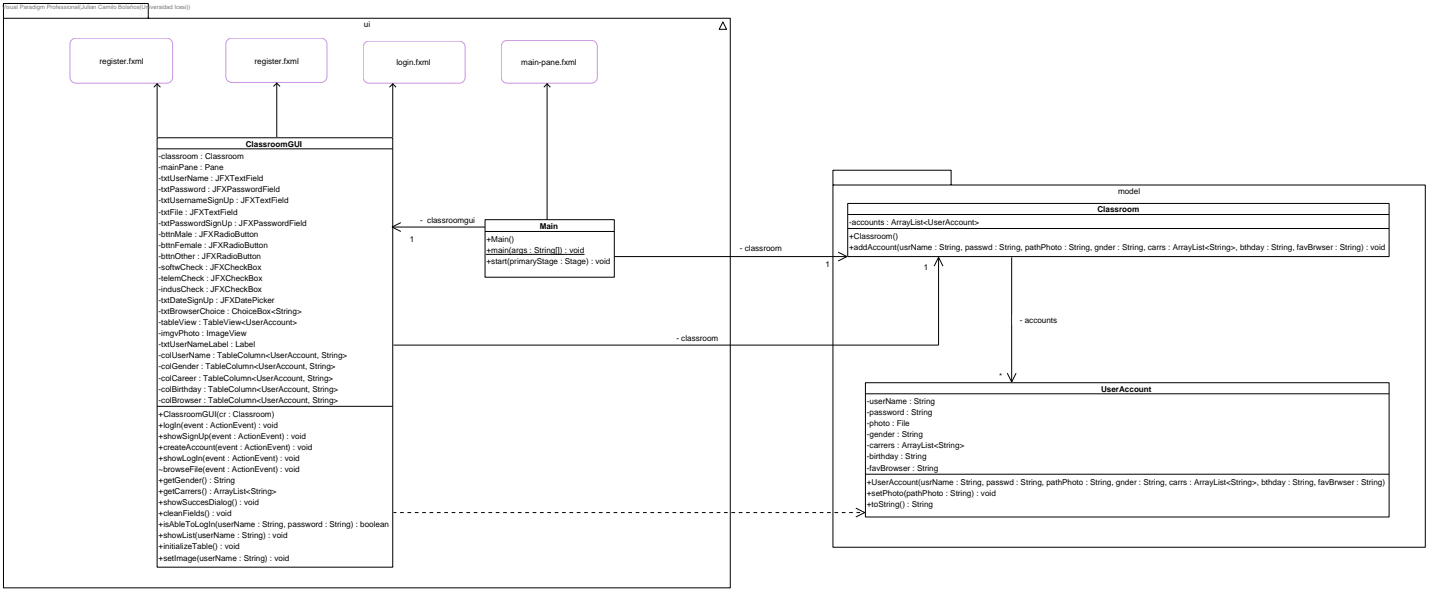 Visual Paradigm Professional(Julian Camilo Bolaños(Universidad Icesi))
ui
register.fxml
register.fxml
login.fxml
main-pane.fxml
ClassroomGUI
-classroom : Classroom
-mainPane : Pane
-txtUserName : JFXTextField
-txtPassword : JFXPasswordField
-txtUsernameSignUp : JFXTextField
-txtFile : JFXTextField
-txtPasswordSignUp : JFXPasswordField
-bttnMale : JFXRadioButton
-bttnFemale : JFXRadioButton
-bttnOther : JFXRadioButton
-softwCheck : JFXCheckBox
-telemCheck : JFXCheckBox
-indusCheck : JFXCheckBox
-txtDateSignUp : JFXDatePicker
-txtBrowserChoice : ChoiceBox<String>
-tableView : TableView<UserAccount>
-imgvPhoto : ImageView
-txtUserNameLabel : Label
-colUserName : TableColumn<UserAccount, String>
-colGender : TableColumn<UserAccount, String>
-colCareer : TableColumn<UserAccount, String>
-colBirthday : TableColumn<UserAccount, String>
-colBrowser : TableColumn<UserAccount, String>
+ClassroomGUI(cr : Classroom)
+logIn(event : ActionEvent) : void
+showSignUp(event : ActionEvent) : void
+createAccount(event : ActionEvent) : void
+showLogIn(event : ActionEvent) : void
~browseFile(event : ActionEvent) : void
+getGender() : String
+getCarrers() : ArrayList<String>
+showSuccesDialog() : void
+cleanFields() : void
+isAbleToLogIn(userName : String, password : String) : boolean
+showList(userName : String) : void
+initializeTable() : void
+setImage(userName : String) : void
- classroomgui
1
Main
+Main()
+main(args : String[]) : void
+start(primaryStage : Stage) : void
- classroom
1
- classroom
1
model
Classroom
-accounts : ArrayList<UserAccount>
+Classroom()
+addAccount(usrName : String, passwd : String, pathPhoto : String, gnder : String, carrs : ArrayList<String>, bthday : String, favBrwser : String) : void
- accounts
*
UserAccount
-userName : String
-password : String
-photo : File
-gender : String
-carrers : ArrayList<String>
-birthday : String
-favBrowser : String
+UserAccount(usrName : String, passwd : String, pathPhoto : String, gnder : String, carrs : ArrayList<String>, bthday : String, favBrwser : String)
+setPhoto(pathPhoto : String) : void
+toString() : String